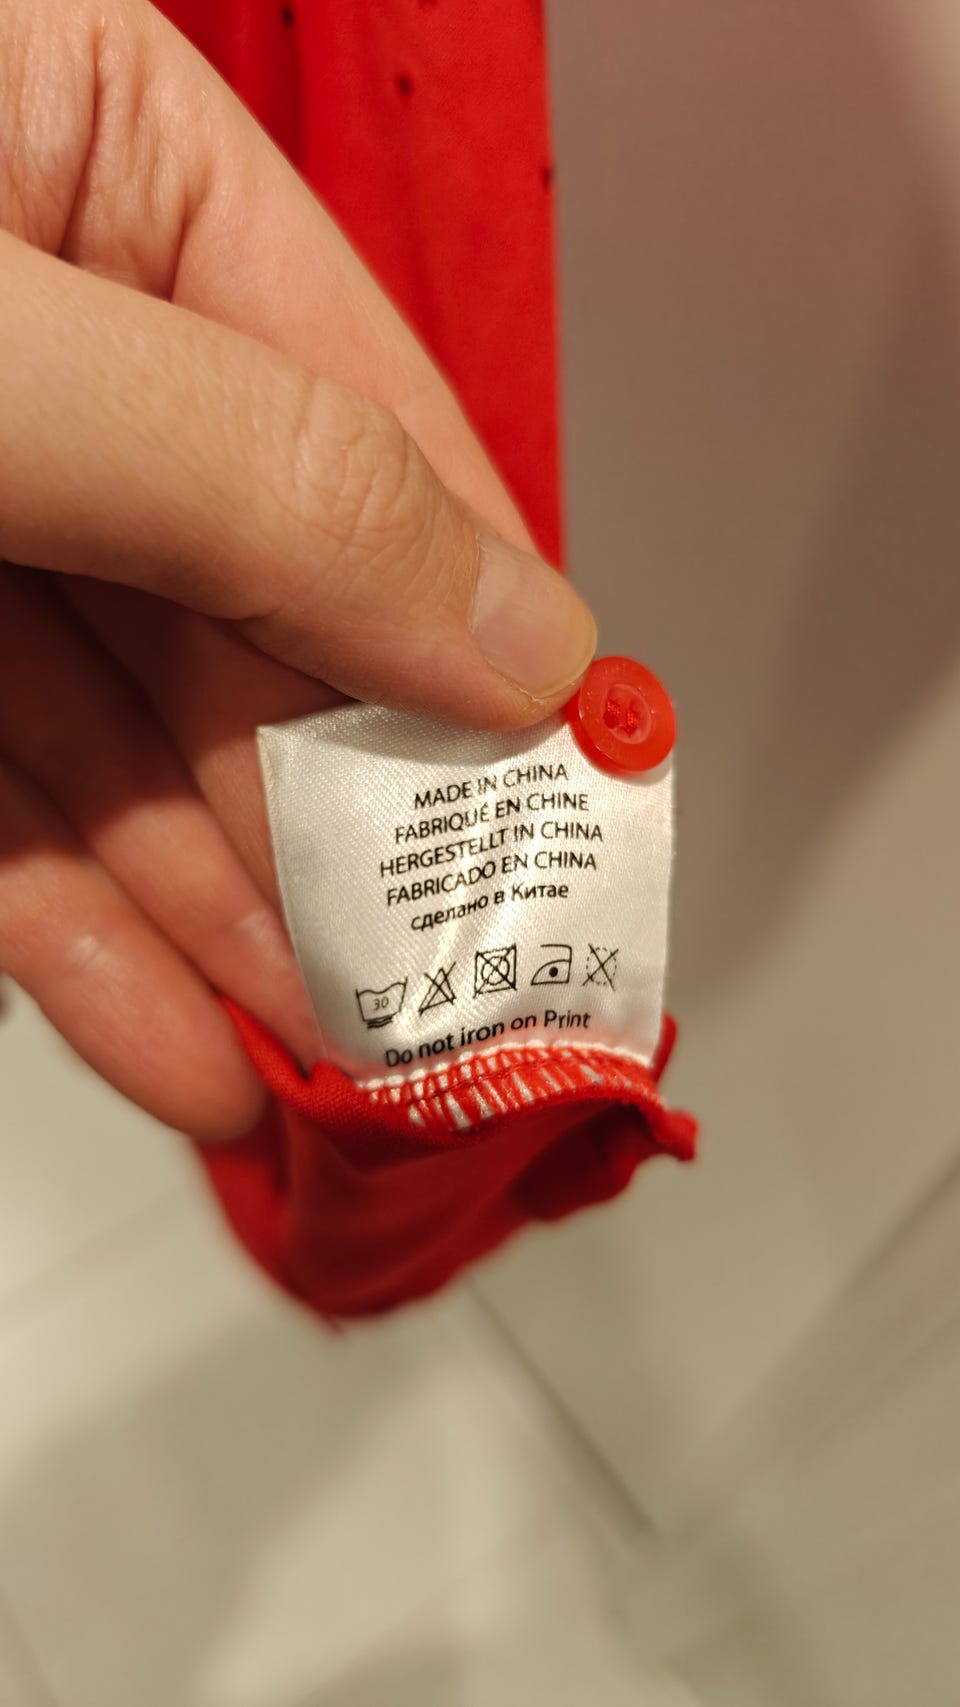 MADE IN CHINA
FABRIQUÉ EN CHINE
HERGESTELLT IN CHINA
FABRICADO EN CHINA
сделано в Китае
30
Do not iron on Print